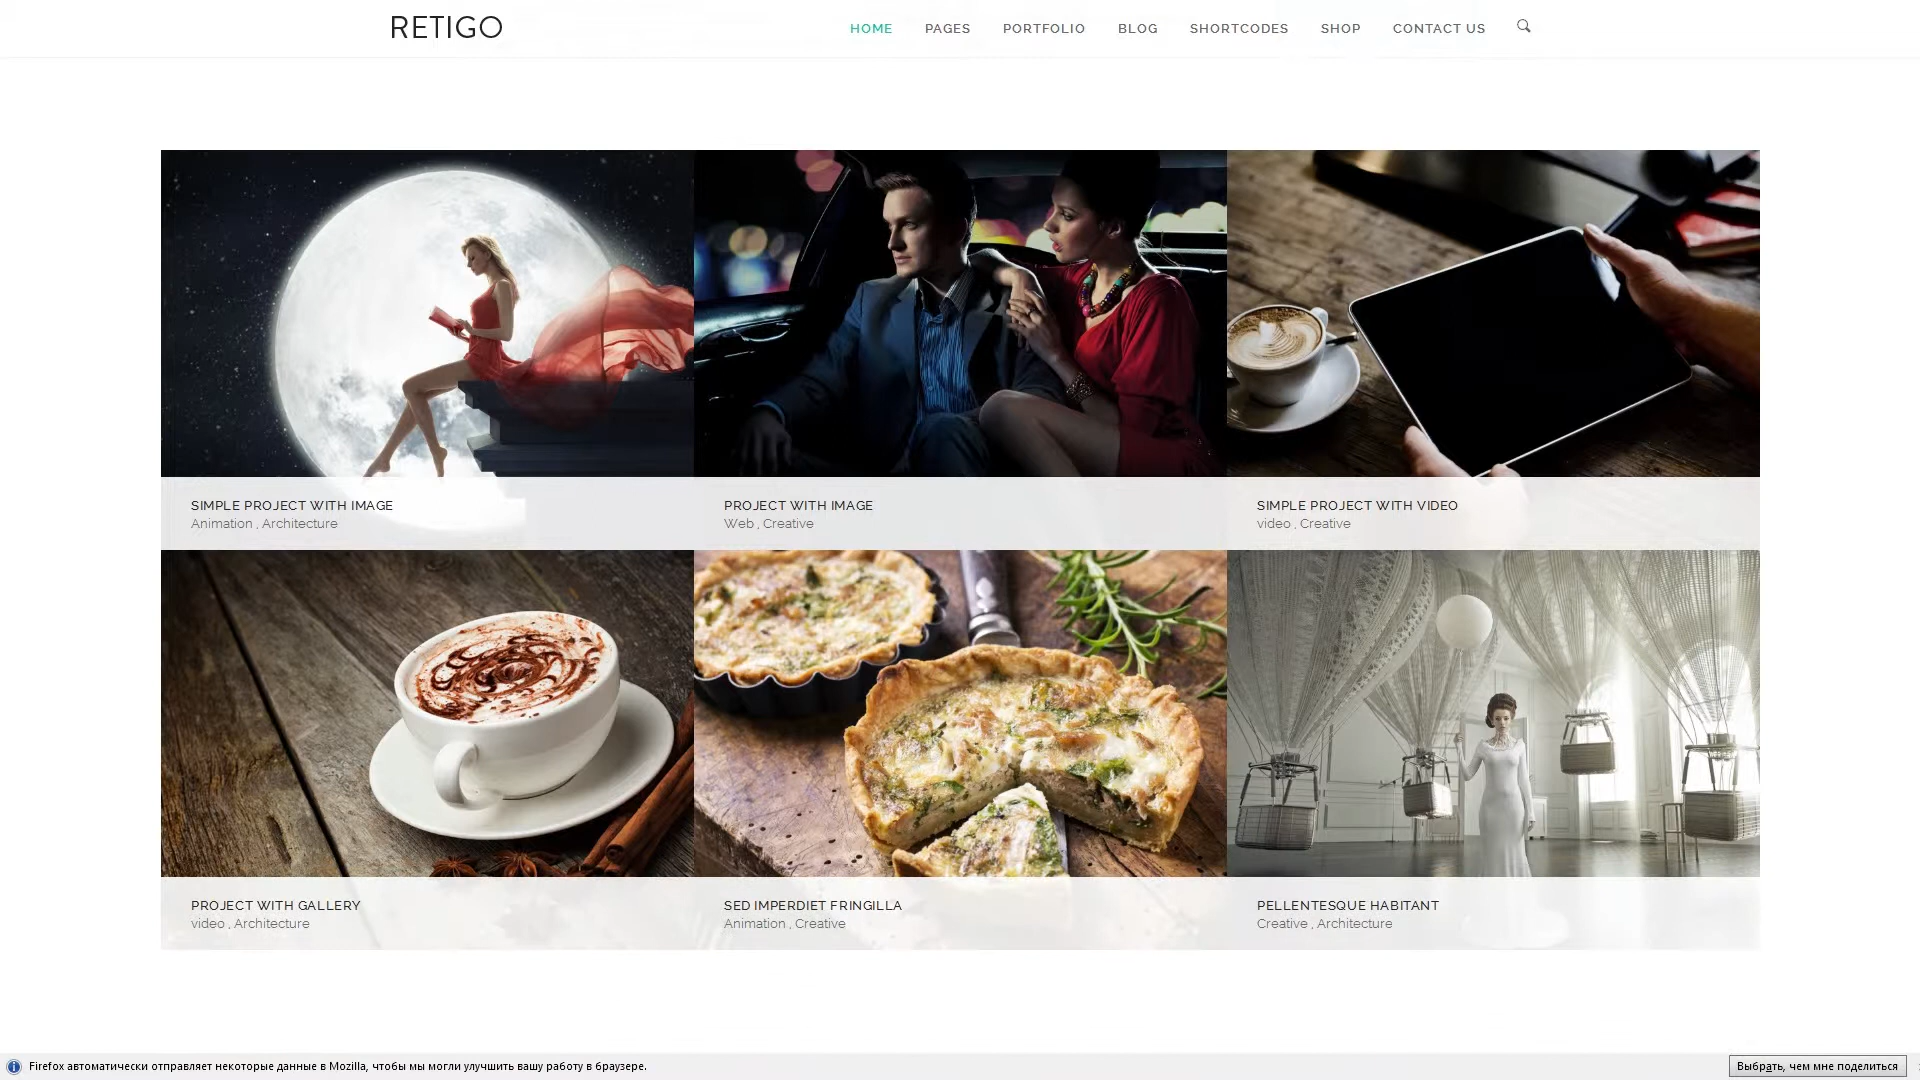 RETIGO
HOME PAGES PORTFOLIO BLOG SHORTCODES SHOP CONTACT US
SIMPLE PROJECT WITH IMAGE
Animation , Architecture
PROJECT WITH IMAGE
Web , Creative
SIMPLE PROJECT WITH VIDEO
video , Creative
PROJECT WITH GALLERY
video , Architecture
SED IMPERDIET FRINGILLA
Animation , Creative
PELLENTESQUE HABITANT
Creative , Architecture
Firefox автоматически отправляет некоторые данные в Mozilla, чтобы мы могли улучшить вашу работу в браузере.
Выбрать, чем мне поделиться